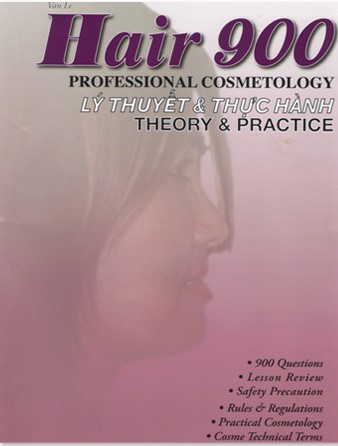 Van Le
Hair 900
PROFESSIONAL COSMETOLOGY
LÝ THUYẾT & THỰC HÀNH
THEORY & PRACTICE
• 900 Questions
• Lesson Review
• Safety Precaution
• Rules & Regulations
• Practical Cosmetology
• Cosme Technical Terms